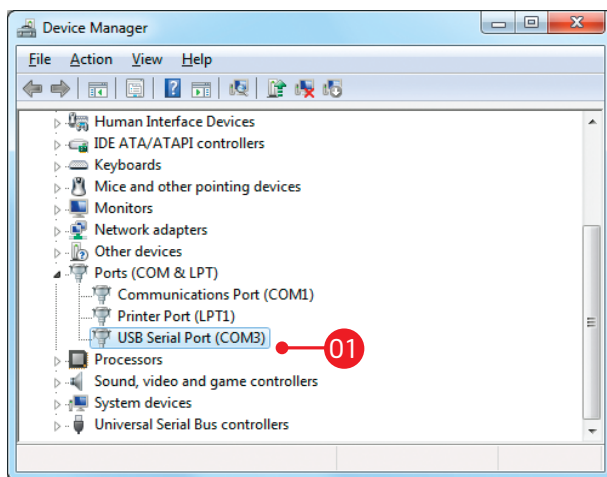 Device Manager
File Action View Help
Human Interface Devices
IDE ATA/ATAPI controllers
Keyboards
Mice and other pointing devices
Monitors
Network adapters
Other devices
Ports (COM & LPT)
Communications Port (COM1)
Printer Port (LPT1)
USB Serial Port (COM3)
01
Processors
Sound, video and game controllers
System devices
Universal Serial Bus controllers